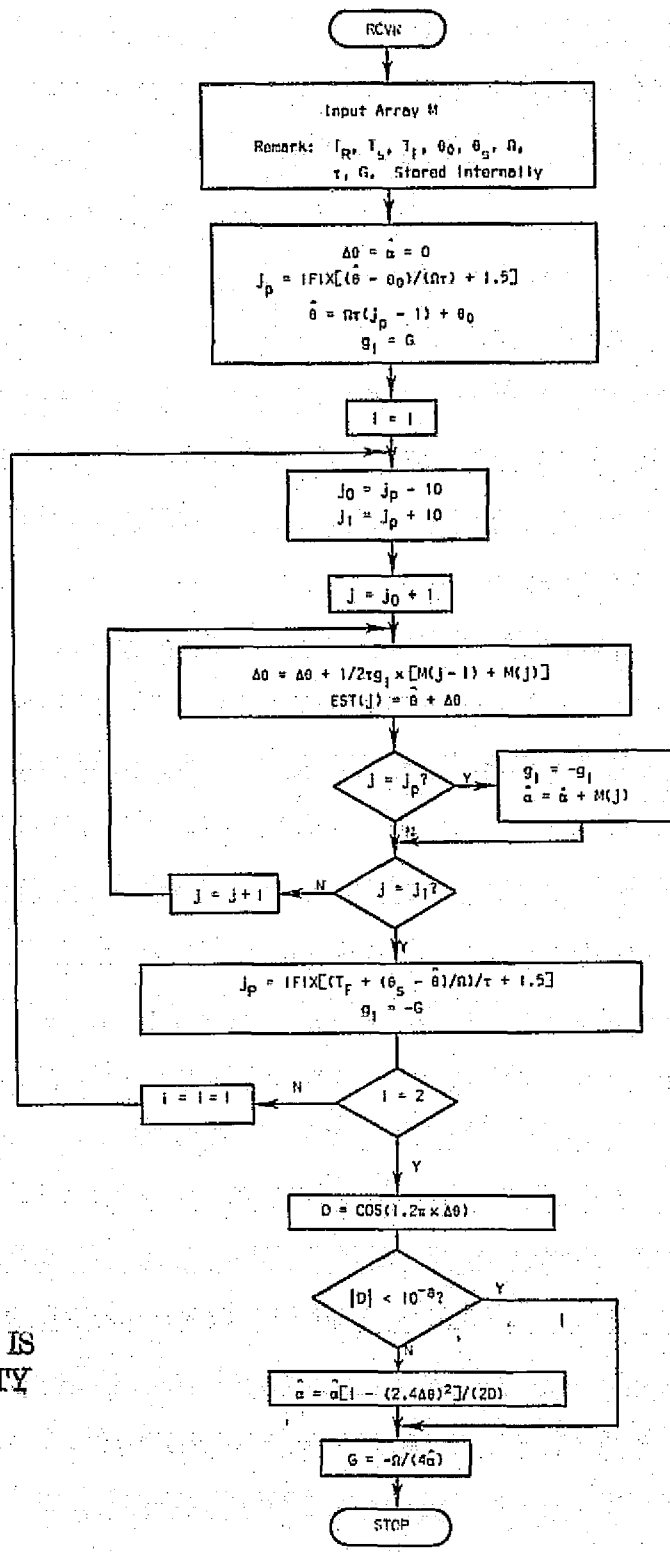 RCVR
Input Array M
Remark: T_R, T_s, T_f, θ_0, θ_s, Ω,
τ, G. Stored Internally
Δθ = α̂ = 0
j_p = IFIX[(θ̂ - θ_0)/(Ωτ) + 1.5]
θ̂ = Ωτ(j_p - 1) + θ_0
g_1 = G
i = 1
j_0 = j_p - 10
j_1 = j_p + 10
j = j_0 + 1
Δθ = Δθ + 1/2τg_1 × [M(j-1) + M(j)]
EST(j) = θ̂ + Δθ
j = j_p?
Y
g_1 = -g_1
α̂ = α̂ + M(j)
N
j = j_1?
N
j = j+1
Y
j_p = IFIX[(T_F + (θ_s - θ̂)/Ω)/τ + 1.5]
g_1 = -G
i = 2
N
i = i = 1
Y
D = COS(1.2π × Δθ)
|D| < 10^-8?
Y
N
IS
TY
α̂ = α̂[1 - (2.4Δθ)²]/(2D)
G = -Ω/(4α̂)
STOP